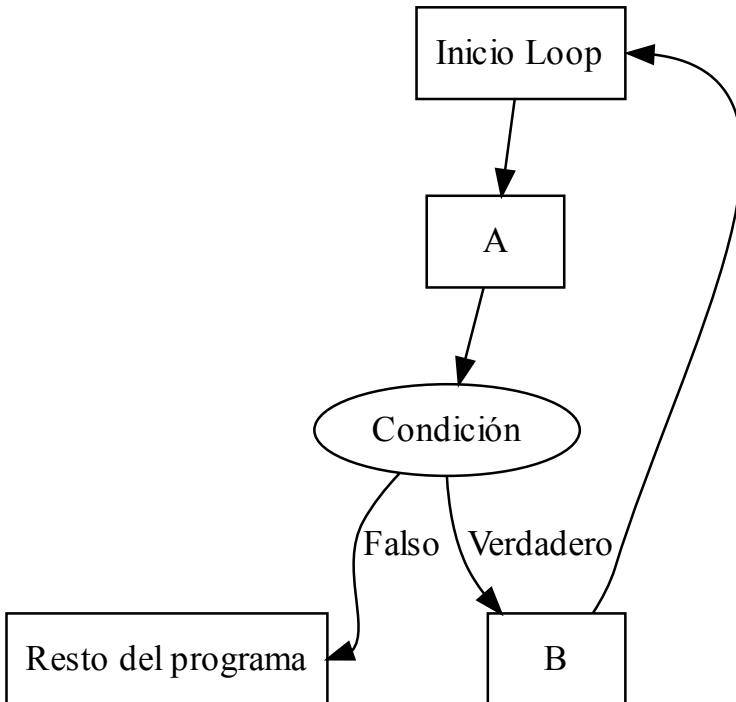 Inicio Loop
A
Condición
Falso
Verdadero
Resto del programa
B